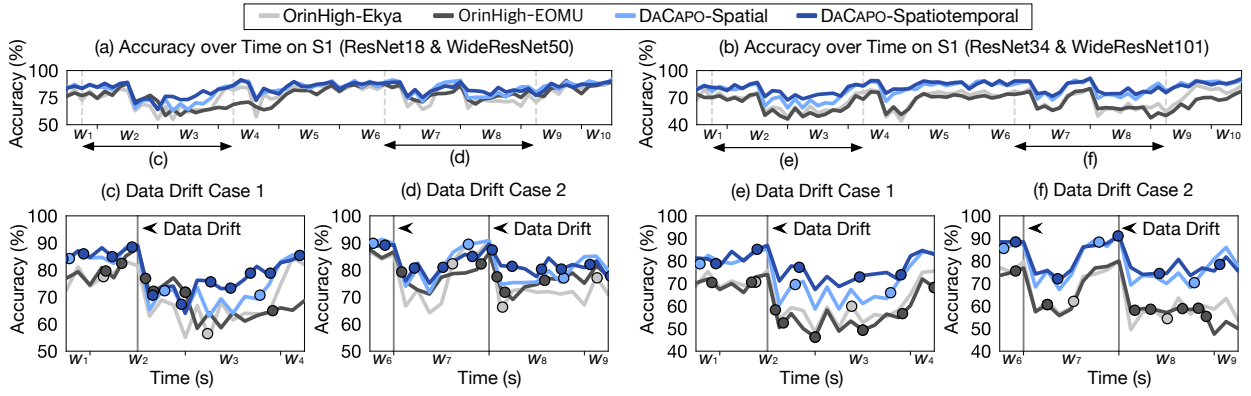 OrinHigh-Ekya OrinHigh-EOMU DACAPO-Spatial DACAPO-Spatiotemporal
(a) Accuracy over Time on S1 (ResNet18 & WideResNet50)
Accuracy (%)
100
75
50
W1 W2 W3 W4 W5 W6 W7 W8 W9 W10
(c) (d)
(b) Accuracy over Time on S1 (ResNet34 & WideResNet101)
Accuracy (%)
100
70
40
W1 W2 W3 W4 W5 W6 W7 W8 W9 W10
(e) (f)
(c) Data Drift Case 1
Accuracy (%)
100
90
80
70
60
50
Data Drift
W1 W2 W3 W4
Time (s)
(d) Data Drift Case 2
100
90
80
70
60
50
Data Drift
W6 W7 W8 W9
Time (s)
(e) Data Drift Case 1
Accuracy (%)
100
90
80
70
60
50
40
Data Drift
W1 W2 W3 W4
Time (s)
(f) Data Drift Case 2
100
90
80
70
60
50
40
Data Drift
W6 W7 W8 W9
Time (s)